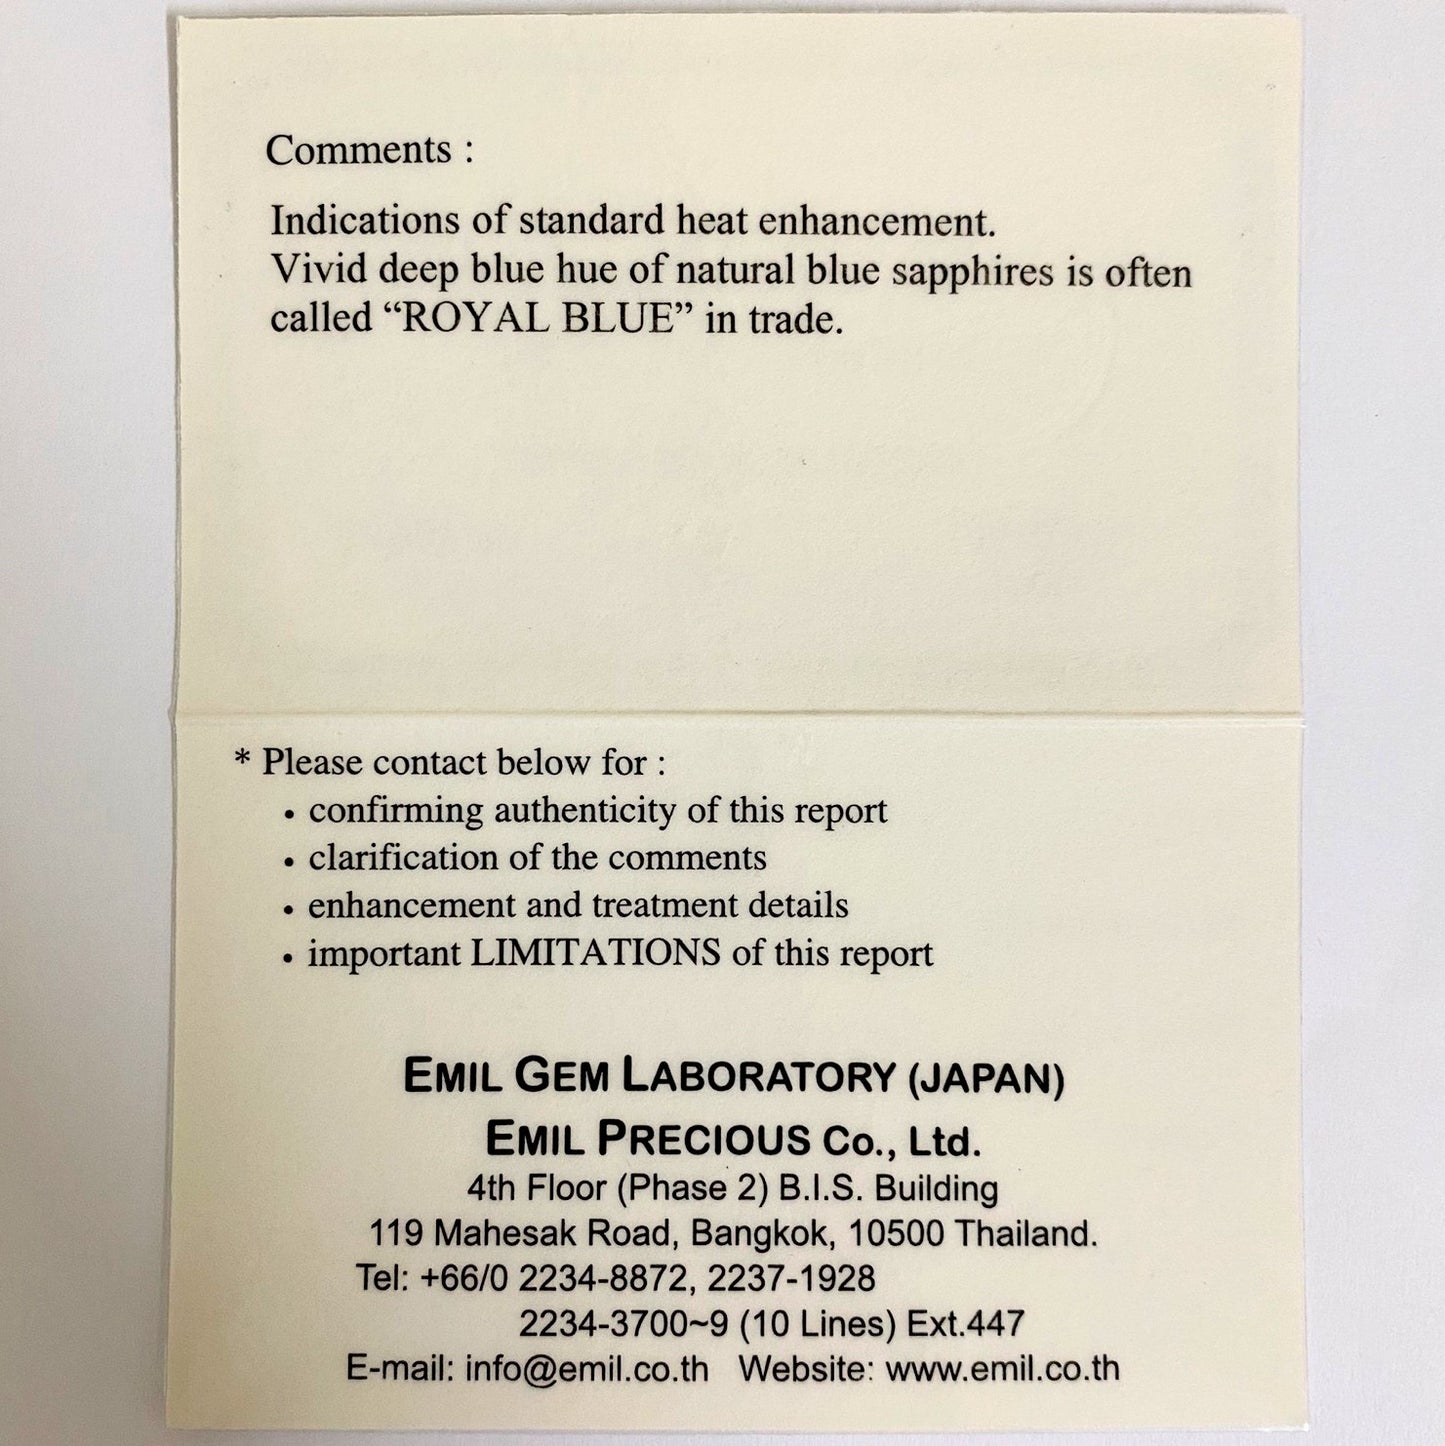 Comments :
Indications of standard heat enhancement.
Vivid deep blue hue of natural blue sapphires is often
called “ROYAL BLUE” in trade.
* Please contact below for :
• confirming authenticity of this report
• clarification of the comments
• enhancement and treatment details
• important LIMITATIONS of this report
EMIL GEM LABORATORY (JAPAN)
EMIL PRECIOUS Co., Ltd.
4th Floor (Phase 2) B.I.S. Building
119 Mahesak Road, Bangkok, 10500 Thailand.
Tel: +66/0 2234-8872, 2237-1928
2234-3700~9 (10 Lines) Ext.447
E-mail: info@emil.co.th Website: www.emil.co.th